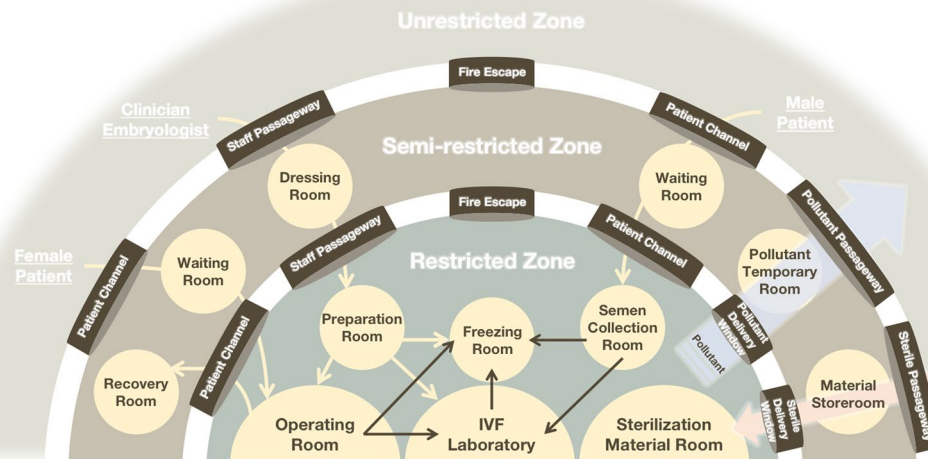 Unrestricted Zone
Fire Escape
Clinician
Embryologist
Staff Passageway
Patient Channel
Male
Patient
Semi-restricted Zone
Dressing
Room
Waiting
Room
Fire Escape
Staff Passageway
Patient Channel
Pollutant Passageway
Female
Patient
Patient Channel
Waiting
Room
Restricted Zone
Pollutant
Temporary
Room
Preparation
Room
Freezing
Room
Semen
Collection
Room
Pollutant
Delivery
Window
Pollutant
Patient Channel
Recovery
Room
Material
Storeroom
Sterile Passageway
Operating
Room
IVF
Laboratory
Sterilization
Material Room
Sterile
Delivery
Window